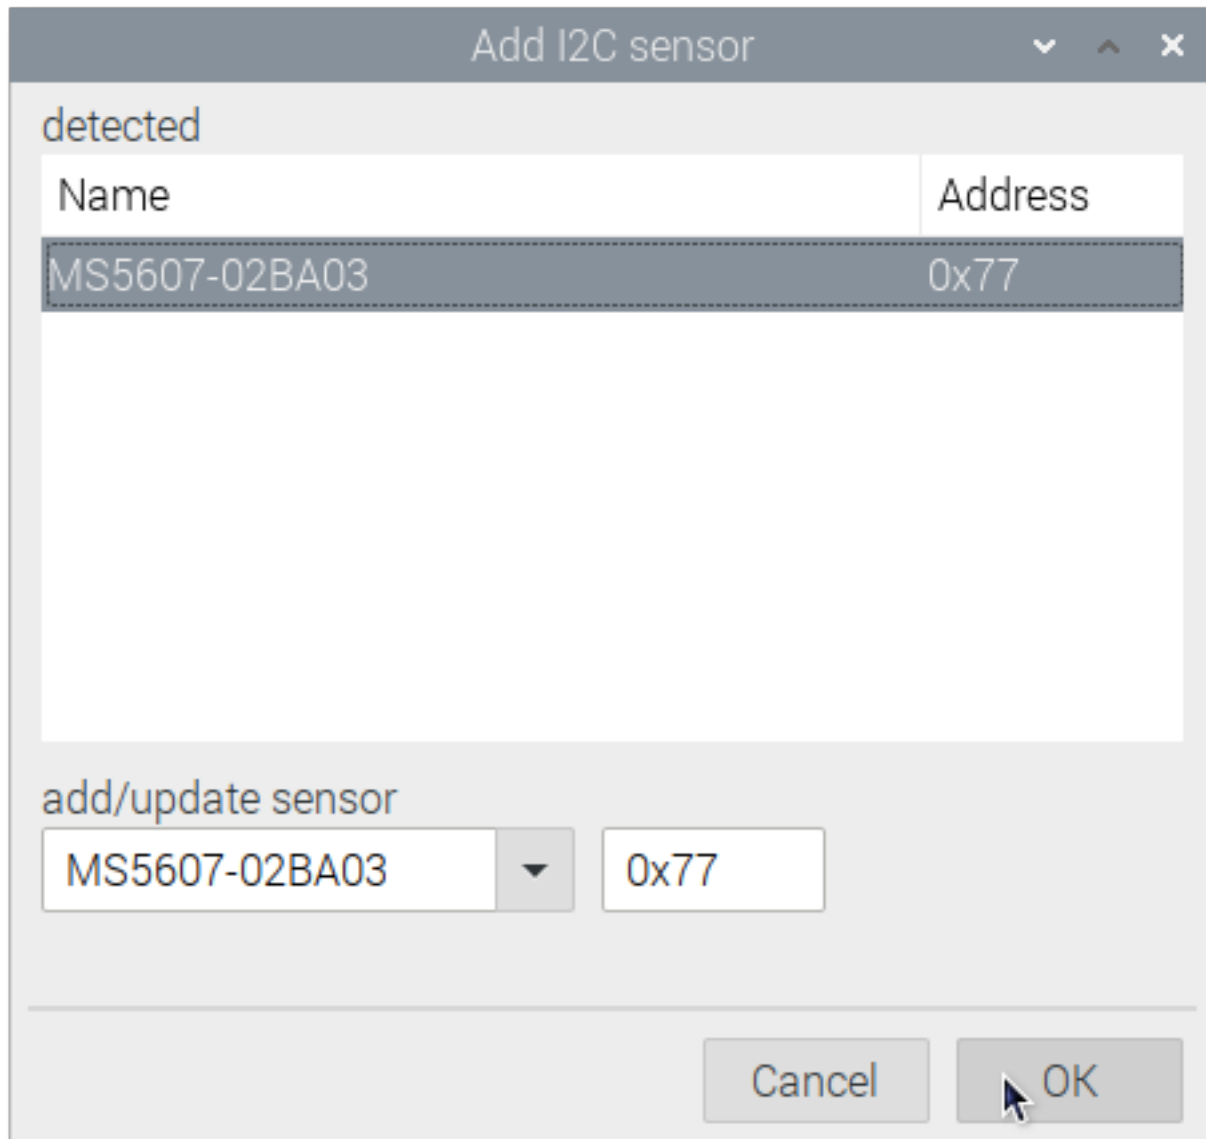 Add I2C sensor
detected
Name Address
MS5607-02BA03 0x77
add/update sensor
MS5607-02BA03 0x77
Cancel OK